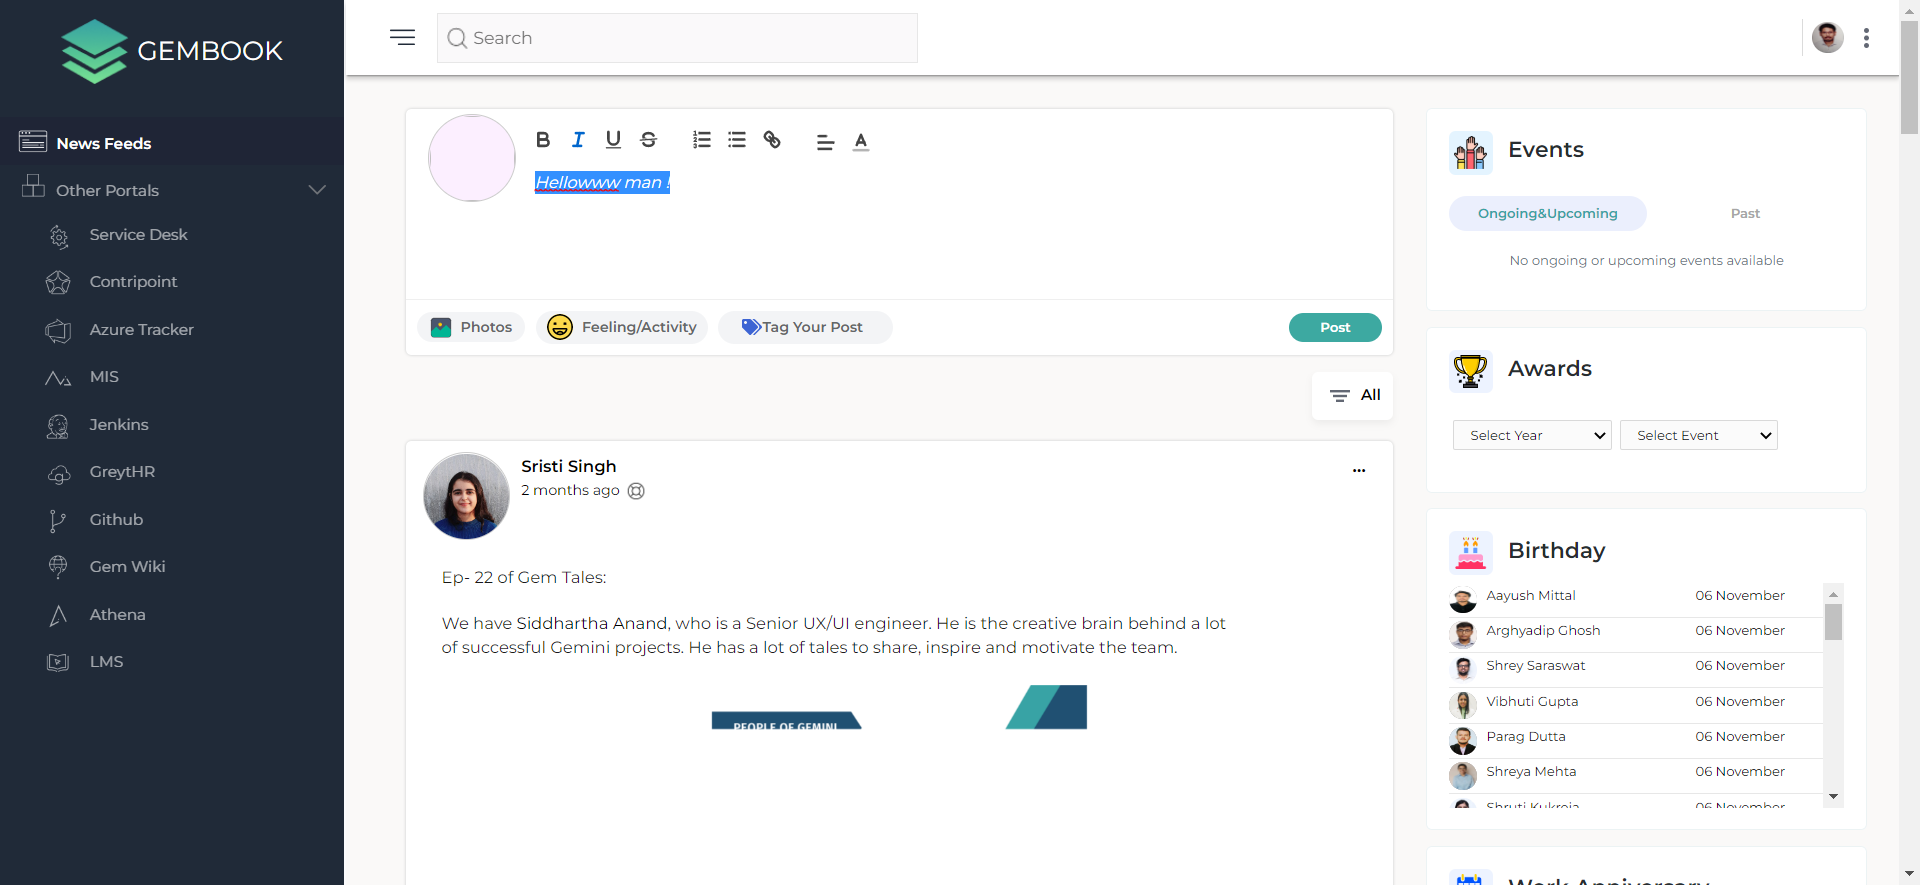 GEMBOOK
News Feeds
Other Portals
Service Desk
Contripoint
Azure Tracker
MIS
Jenkins
GreytHR
Github
Gem Wiki
Athena
LMS
Search
B I U S A
Hellowww man !
Photos
Feeling/Activity
Tag Your Post
Post
All
Sristi Singh
2 months ago
Ep- 22 of Gem Tales:
We have Siddhartha Anand, who is a Senior UX/UI engineer. He is the creative brain behind a lot
of successful Gemini projects. He has a lot of tales to share, inspire and motivate the team.
PEOPLE OF GEMINI
Events
Ongoing&Upcoming Past
No ongoing or upcoming events available
Awards
Select Year Select Event
Birthday
Aayush Mittal 06 November
Arghyadip Ghosh 06 November
Shrey Saraswat 06 November
Vibhuti Gupta 06 November
Parag Dutta 06 November
Shreya Mehta 06 November
Shruti Kukreja 06 November
Work Anniversary